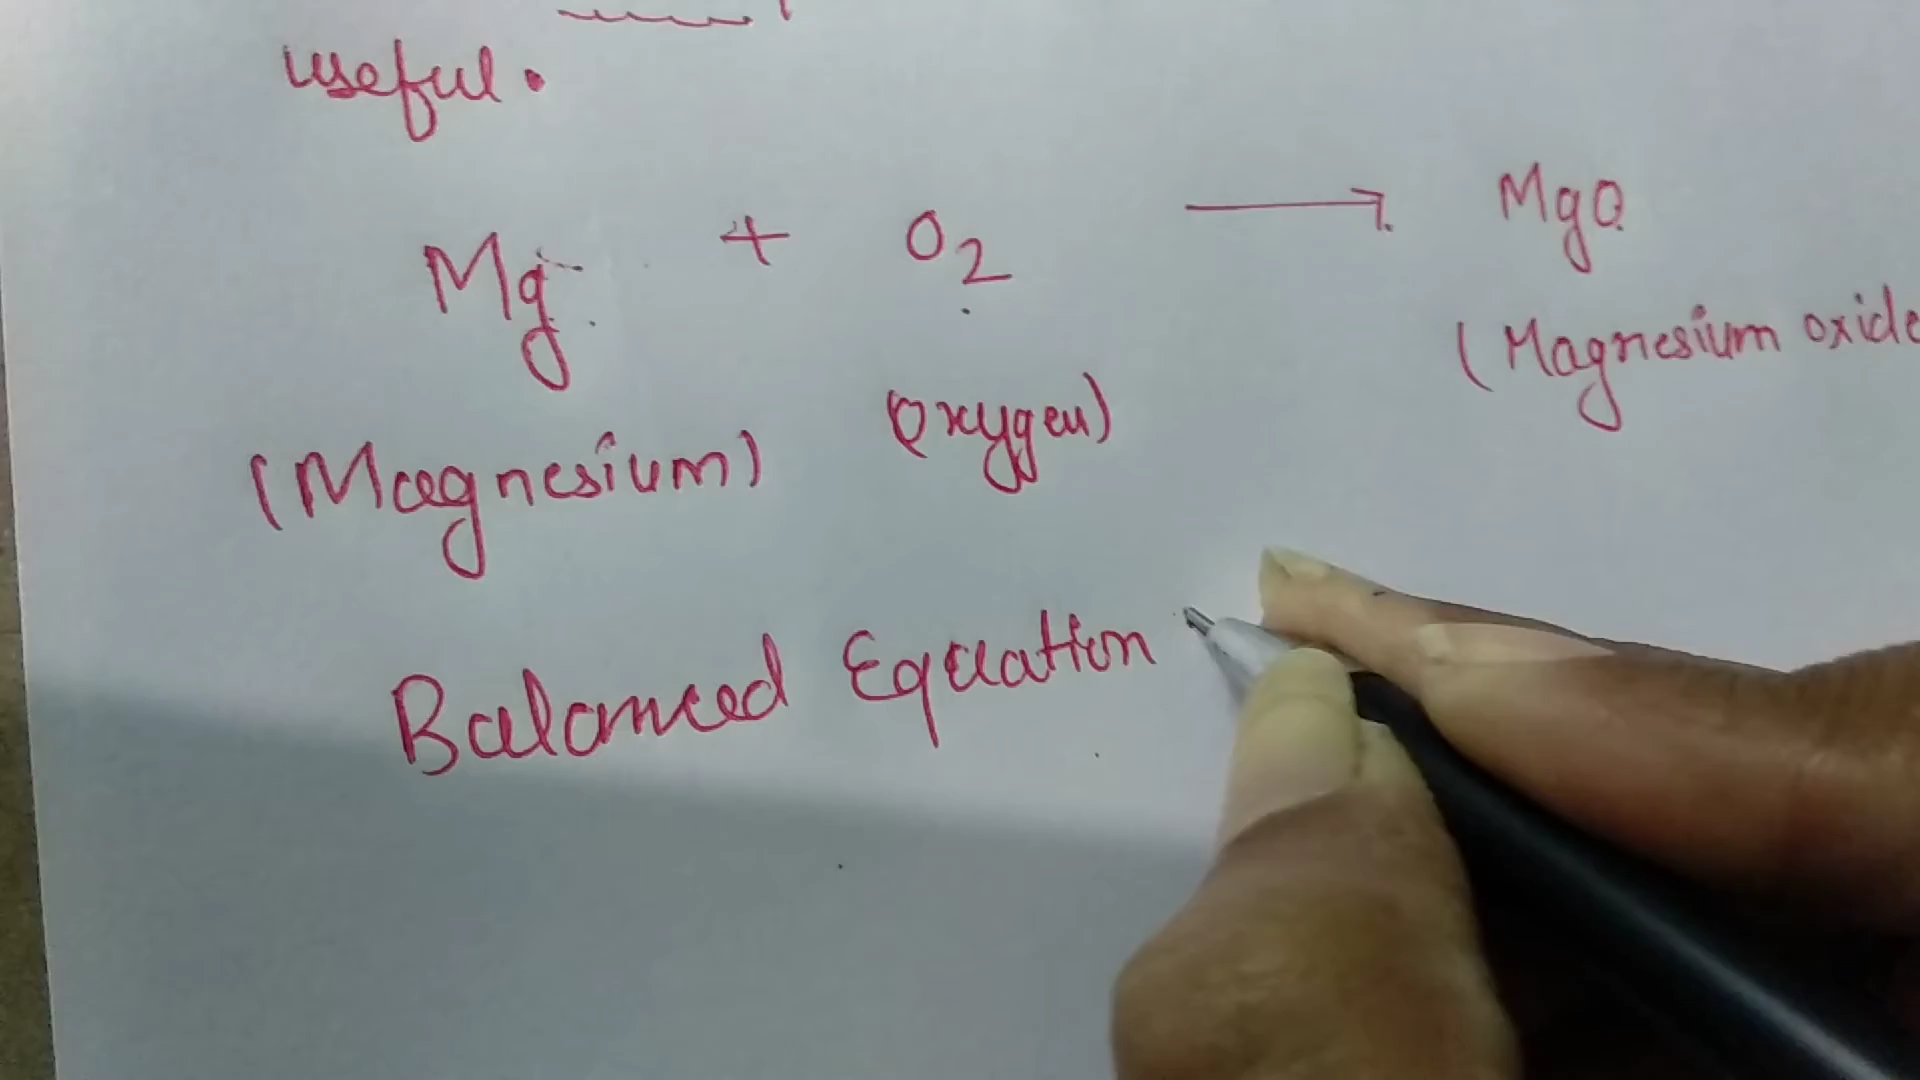 useful.
Mg + O2 → MgO
(Magnesium) (oxygen) (Magnesium oxide
Balanced Equation